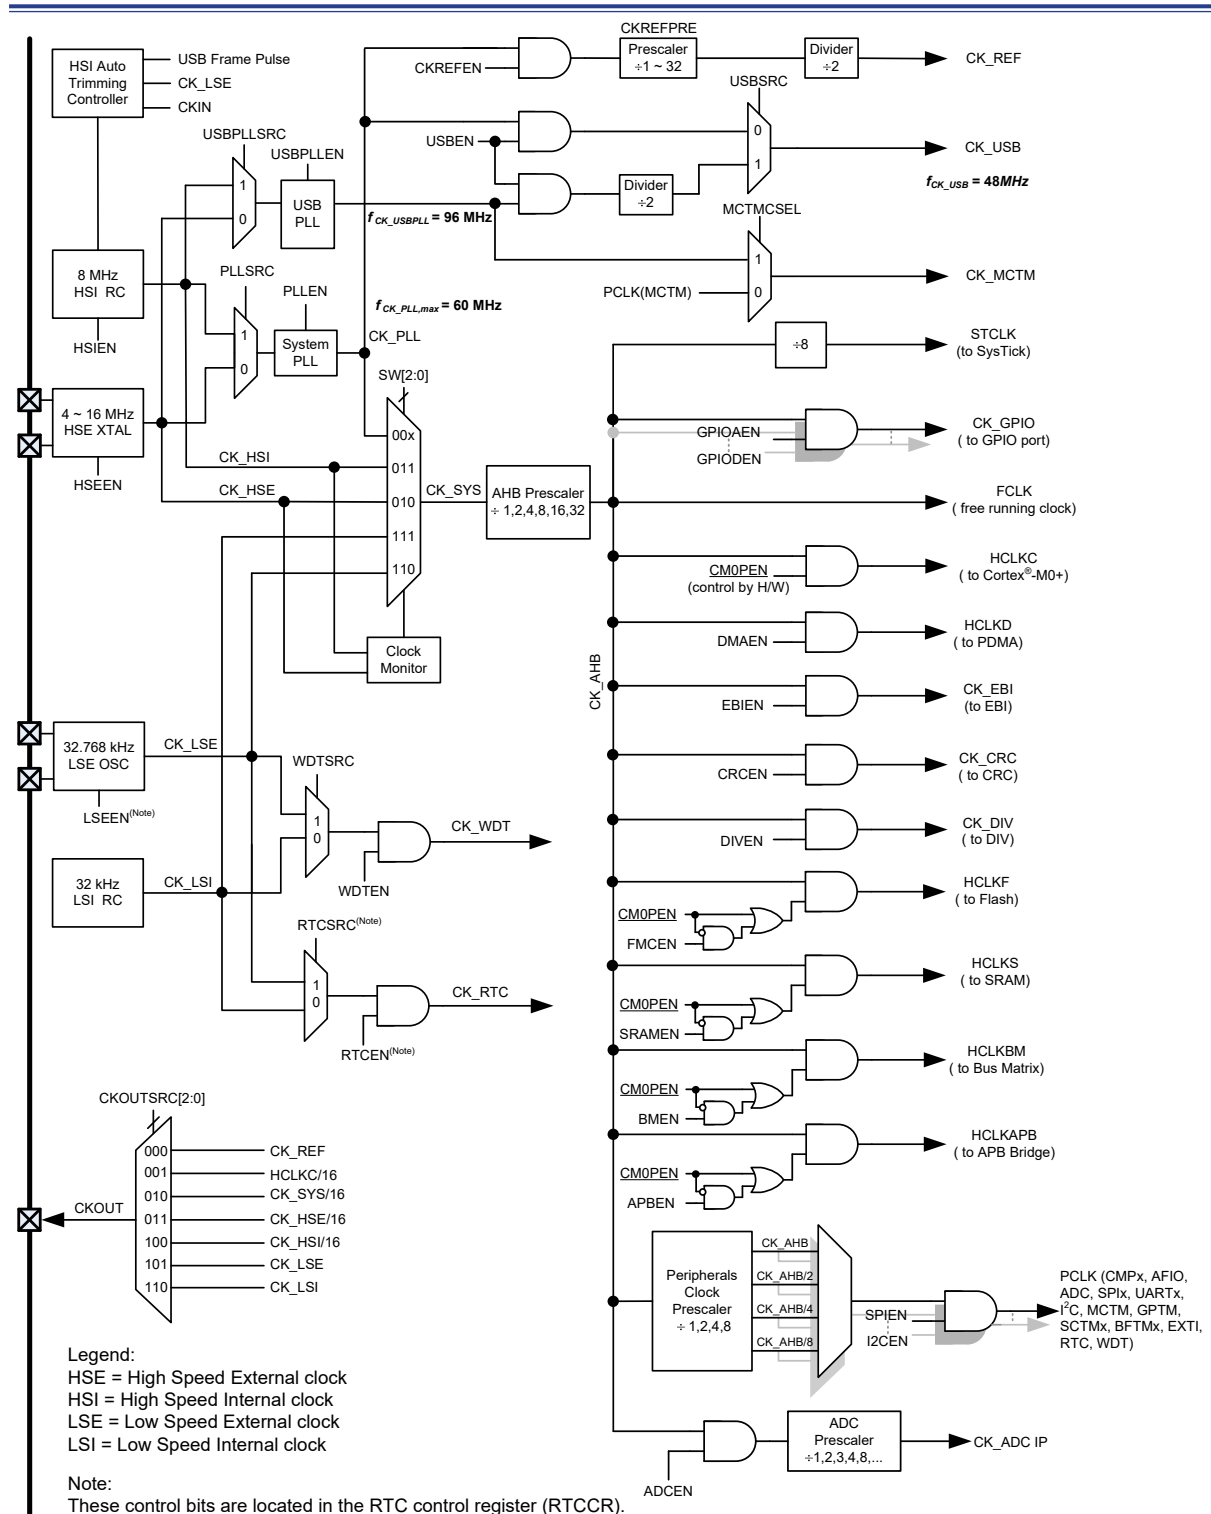 CKREFPRE
HSI Auto
Trimming
Controller
USB Frame Pulse
CK_LSE
CKIN
CKREFEN
Prescaler
÷1 ~ 32
Divider
÷2
CK_REF
USBSRC
USBPLLSRC
USBPLLEN
USBEN
0
1
CK_USB
1
0
USB
PLL
Divider
÷2
fCK_USB = 48MHz
fCK_USBPLL = 96 MHz
MCTMCSEL
8 MHz
HSI RC
PLLSRC
PLLEN
1
0
PCLK(MCTM)
CK_MCTM
fCK_PLL,max = 60 MHz
HSIEN
1
0
System
PLL
CK_PLL
÷8
STCLK
(to SysTick)
SW[2:0]
4 ~ 16 MHz
HSE XTAL
HSEEN
00x
011
010
111
110
GPIOAEN
GPIODEN
CK_GPIO
( to GPIO port)
CK_HSI
CK_HSE
CK_SYS
AHB Prescaler
÷ 1,2,4,8,16,32
FCLK
( free running clock)
CM0PEN
(control by H/W)
HCLKC
( to Cortex®-M0+)
Clock
Monitor
DMAEN
HCLKD
( to PDMA)
CK_AHB
EBIEN
CK_EBI
(to EBI)
32.768 kHz
LSE OSC
CK_LSE
LSEEN(Note)
WDTSRC
1
0
CK_WDT
WDTEN
CRCEN
CK_CRC
( to CRC)
DIVEN
CK_DIV
( to DIV)
32 kHz
LSI RC
CK_LSI
CM0PEN
FMCEN
HCLKF
( to Flash)
RTCSRC(Note)
1
0
CK_RTC
RTCEN(Note)
CM0PEN
SRAMEN
HCLKS
( to SRAM)
CM0PEN
BMEN
HCLKBM
( to Bus Matrix)
CM0PEN
APBEN
HCLKAPB
( to APB Bridge)
CKOUTSRC[2:0]
CKOUT
000 CK_REF
001 HCLKC/16
010 CK_SYS/16
011 CK_HSE/16
100 CK_HSI/16
101 CK_LSE
110 CK_LSI
Peripherals
Clock
Prescaler
÷ 1,2,4,8
CK_AHB
CK_AHB/2
CK_AHB/4
CK_AHB/8
SPIEN
I2CEN
PCLK (CMPx, AFIO,
ADC, SPIx, UARTx,
I2C, MCTM, GPTM,
SCTMx, BFTMx, EXTI,
RTC, WDT)
ADCEN
ADC
Prescaler
÷1,2,3,4,8,...
CK_ADC IP
Legend:
HSE = High Speed External clock
HSI = High Speed Internal clock
LSE = Low Speed External clock
LSI = Low Speed Internal clock
Note:
These control bits are located in the RTC control register (RTCCR).